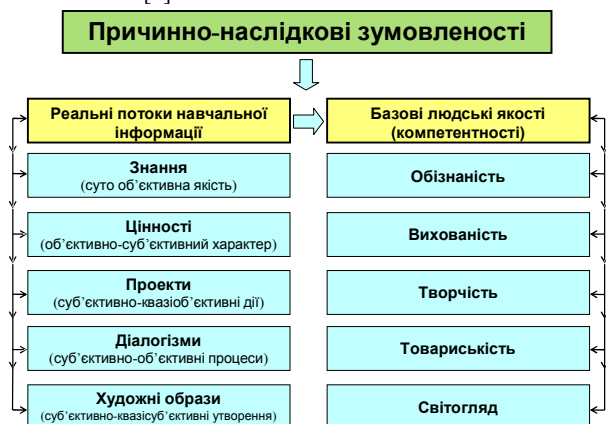 Причинно-наслідкові зумовленості
Реальні потоки навчальної
інформації
Базові людські якості
(компетентності)
Знання
(суто об’єктивна якість)
Обізнаність
Цінності
(об’єктивно-суб’єктивний характер)
Вихованість
Проекти
(суб’єктивно-квазіоб’єктивні дії)
Творчість
Діалогізми
(суб’єктивно-об’єктивні процеси)
Товариськість
Художні образи
(суб’єктивно-квазісуб’єктивні утворення)
Світогляд